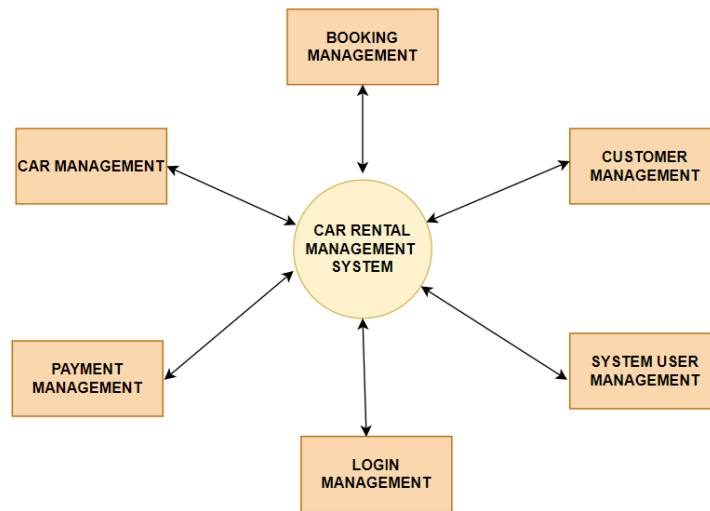 BOOKING
MANAGEMENT
CAR MANAGEMENT
CUSTOMER
MANAGEMENT
CAR RENTAL
MANAGEMENT
SYSTEM
PAYMENT
MANAGEMENT
SYSTEM USER
MANAGEMENT
LOGIN
MANAGEMENT